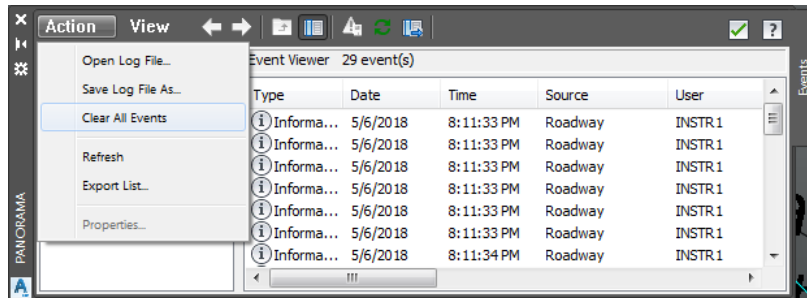 Action View
Open Log File...
Save Log File As...
Clear All Events
Refresh
Export List...
Properties...
Event Viewer 29 event(s)
Type Date Time Source User
Informa... 5/6/2018 8:11:33 PM Roadway INSTR1
Informa... 5/6/2018 8:11:33 PM Roadway INSTR1
Informa... 5/6/2018 8:11:33 PM Roadway INSTR1
Informa... 5/6/2018 8:11:33 PM Roadway INSTR1
Informa... 5/6/2018 8:11:33 PM Roadway INSTR1
Informa... 5/6/2018 8:11:33 PM Roadway INSTR1
Informa... 5/6/2018 8:11:34 PM Roadway INSTR1
PANORAMA
Events